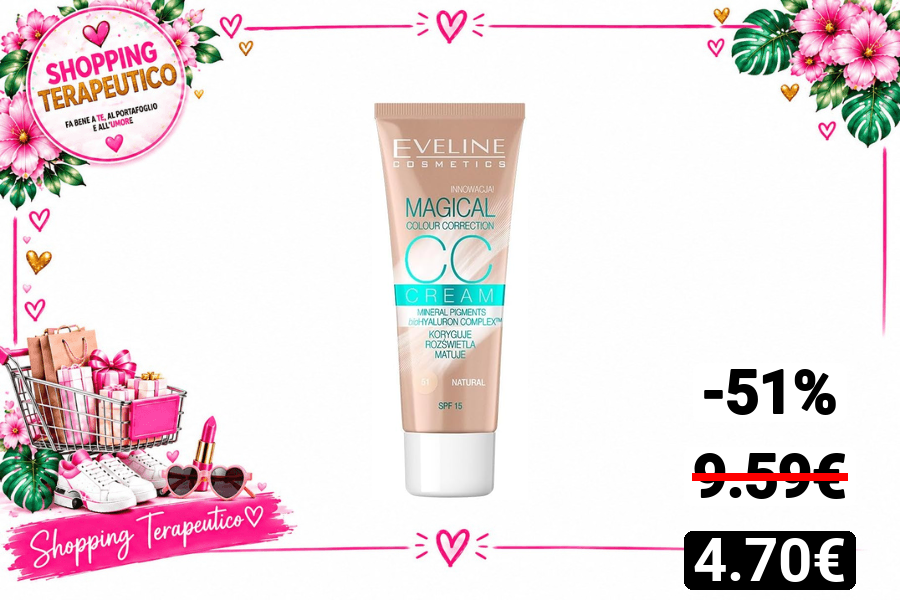 SHOPPING
TERAPEUTICO
FA BENE A TE, AL PORTAFOGLIO
E ALL'UMORE
EVELINE
COSMETICS
INNOWACJA!
MAGICAL
COLOUR CORRECTION
CC
CREAM
MINERAL PIGMENTS
bioHYALURON COMPLEX™
KORYGUJE
ROZŚWIETLA
MATUJE
51
NATURAL
SPF 15
-51%
9.59€
4.70€
Shopping Terapeutico